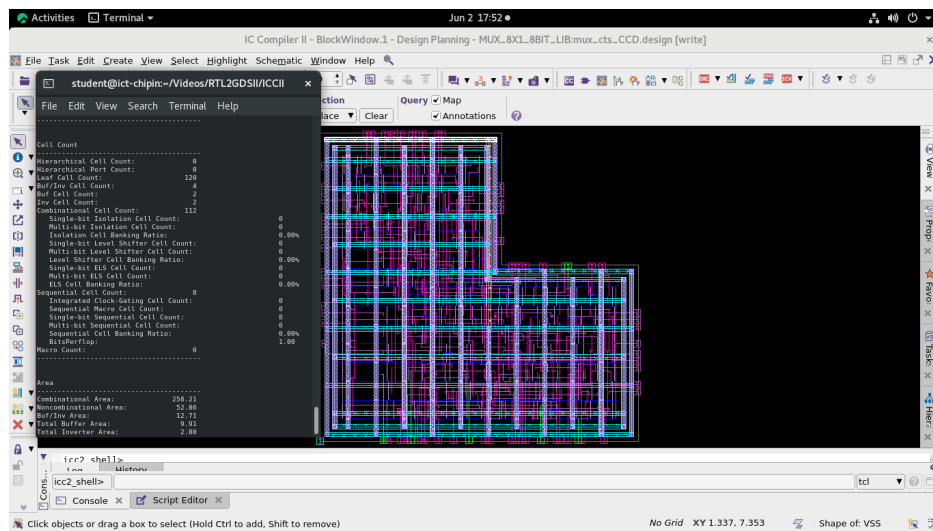 Activities
Terminal
Jun 2 17:52
IC Compiler II - BlockWindow.1 - Design Planning - MUX_8X1_8BIT_LIB:mux_cts_CCD.design [write]
File Task Edit Create View Select Highlight Schematic Window Help
student@ict-chipin:~/Videos/RTL2GDSII/ICCII
File Edit View Search Terminal Help
ction
Query Map
lace Clear
Annotations
Cell Count
Hierarchical Cell Count: 0
Hierarchical Port Count: 0
Leaf Cell Count: 120
Buf/Inv Cell Count: 4
Buf Cell Count: 2
Inv Cell Count: 2
Combinational Cell Count: 112
Single-bit Isolation Cell Count: 0
Multi-bit Isolation Cell Count: 0
Isolation Cell Banking Ratio: 0.00%
Single-bit Level Shifter Cell Count: 0
Multi-bit Level Shifter Cell Count: 0
Level Shifter Cell Banking Ratio: 0.00%
Single-bit ELS Cell Count: 0
Multi-bit ELS Cell Count: 0
ELS Cell Banking Ratio: 0.00%
Sequential Cell Count: 8
Integrated Clock-Gating Cell Count: 0
Sequential Macro Cell Count: 0
Single-bit Sequential Cell Count: 8
Multi-bit Sequential Cell Count: 0
Sequential Cell Banking Ratio: 0.00%
BitsPerflop: 1.00
Macro Count: 0
Area
Combinational Area: 258.21
Noncombinational Area: 52.86
Buf/Inv Area: 12.71
Total Buffer Area: 9.91
Total Inverter Area: 2.80
View
Prop
Favo
Task
Hier
icc2_shell>
Log History
Cons...
icc2_shell>
tcl
Console
Script Editor
Click objects or drag a box to select (Hold Ctrl to add, Shift to remove)
No Grid XY 1.337, 7.353
Shape of: VSS